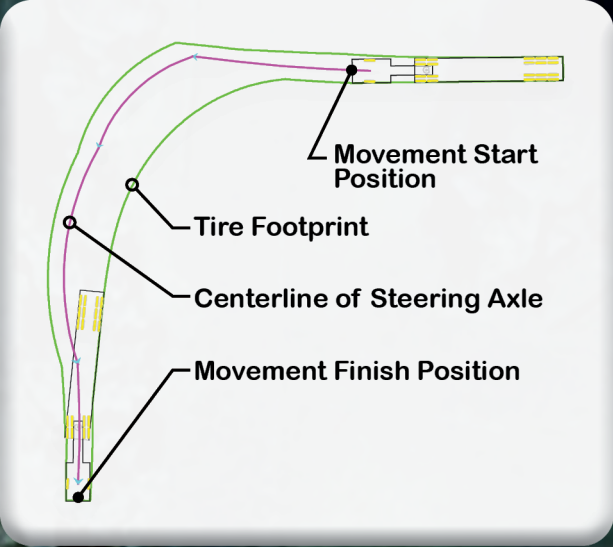 Movement Start
Position
Tire Footprint
Centerline of Steering Axle
Movement Finish Position